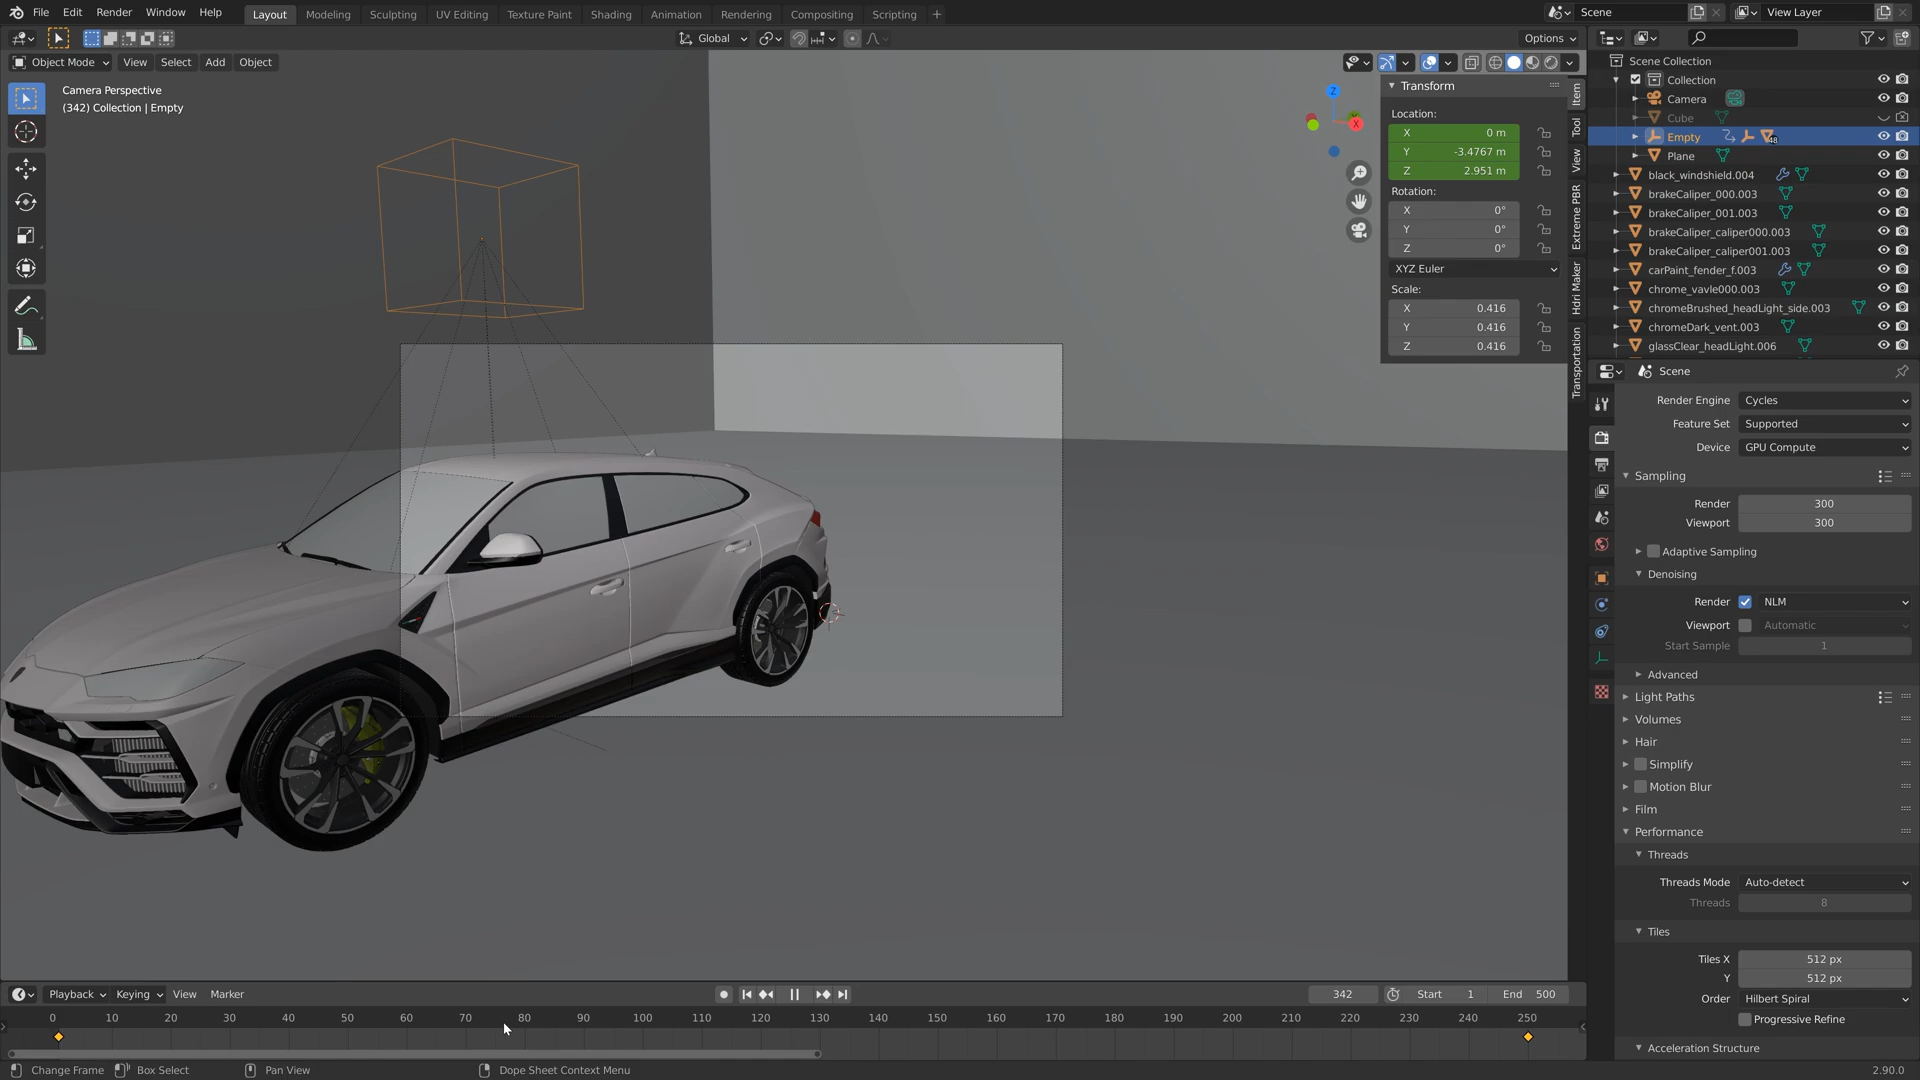 File Edit Render Window Help Layout Modeling Sculpting UV Editing Texture Paint Shading Animation Rendering Compositing Scripting + Scene View Layer
Global Options
Object Mode View Select Add Object
Camera Perspective
(342) Collection | Empty
Z
X
Transform
Location:
X 0 m
Y -3.4767 m
Z 2.951 m
Rotation:
X 0°
Y 0°
Z 0°
XYZ Euler
Scale:
X 0.416
Y 0.416
Z 0.416
Item
Tool
View
Extreme PBR
Hdri Maker
Transportation
Scene Collection
Collection
Camera
Cube
Empty 48
Plane
black_windshield.004
brakeCaliper_000.003
brakeCaliper_001.003
brakeCaliper_caliper000.003
brakeCaliper_caliper001.003
carPaint_fender_f.003
chrome_vavle000.003
chromeBrushed_headLight_side.003
chromeDark_vent.003
glassClear_headLight.006
Scene
Render Engine Cycles
Feature Set Supported
Device GPU Compute
Sampling
Render 300
Viewport 300
Adaptive Sampling
Denoising
Render NLM
Viewport Automatic
Start Sample 1
Advanced
Light Paths
Volumes
Hair
Simplify
Motion Blur
Film
Performance
Threads
Threads Mode Auto-detect
Threads 8
Tiles
Tiles X 512 px
Y 512 px
Order Hilbert Spiral
Progressive Refine
Acceleration Structure
Playback Keying View Marker 342 Start 1 End 500
0 10 20 30 40 50 60 70 80 90 100 110 120 130 140 150 160 170 180 190 200 210 220 230 240 250
Change Frame Box Select Pan View Dope Sheet Context Menu 2.90.0